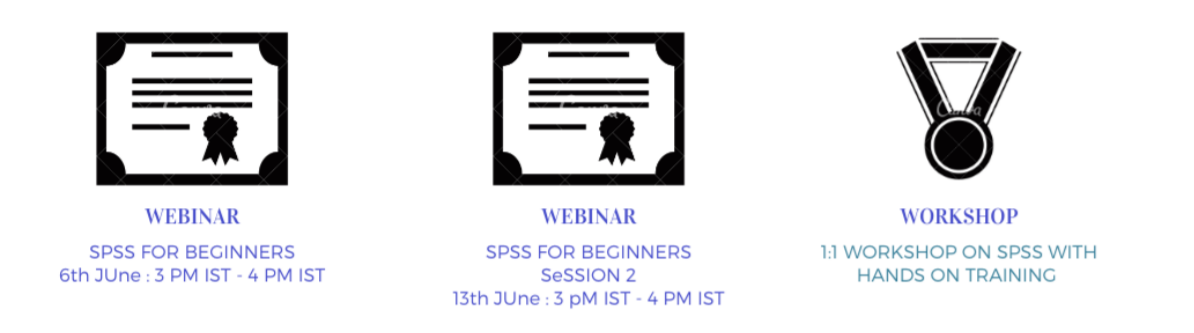 WEBINAR
SPSS FOR BEGINNERS
6th JUne : 3 PM IST - 4 PM IST
WEBINAR
SPSS FOR BEGINNERS
SeSSION 2
13th JUne : 3 pM IST - 4 PM IST
Canva
WORKSHOP
1:1 WORKSHOP ON SPSS WITH
HANDS ON TRAINING